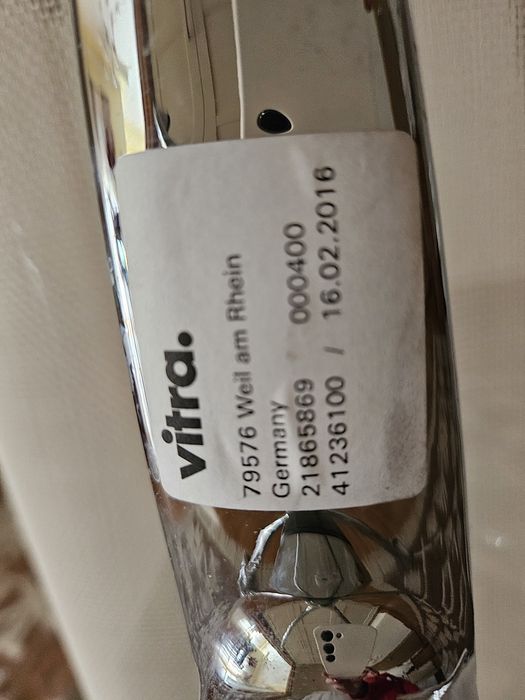 vitra.
79576 Weil am Rhein
Germany
21865869 000400
41236100 / 16.02.2016